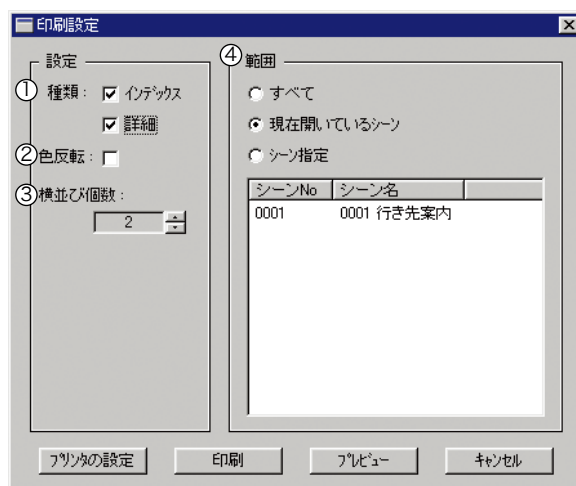 印刷設定
設定
① 種類： インデックス
詳細
② 色反転：
③ 横並び個数：
2
④ 範囲
すべて
現在開いているシーン
シーン指定
シーンNo シーン名
0001 0001 行き先案内
プリンタの設定 印刷 プレビュー キャンセル